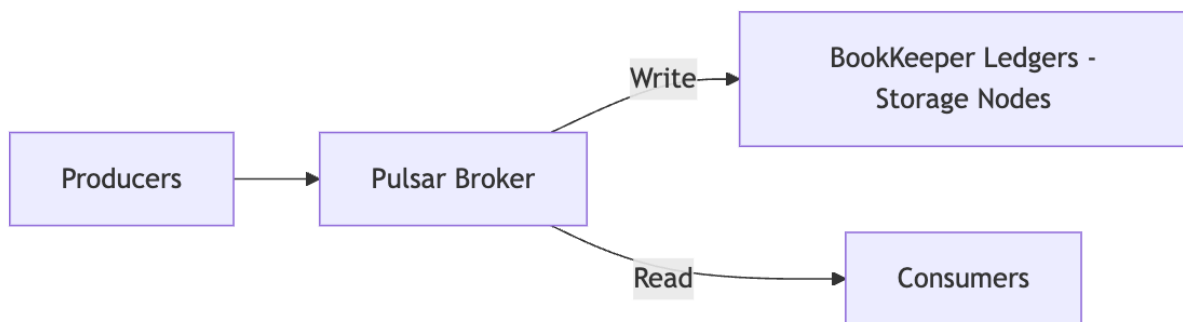 Producers
Pulsar Broker
Write
BookKeeper Ledgers -
Storage Nodes
Read
Consumers